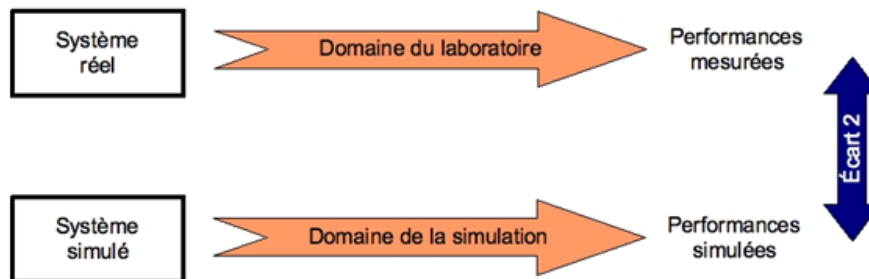 Système
réel
Domaine du laboratoire
Performances
mesurées
Écart 2
Système
simulé
Domaine de la simulation
Performances
simulées